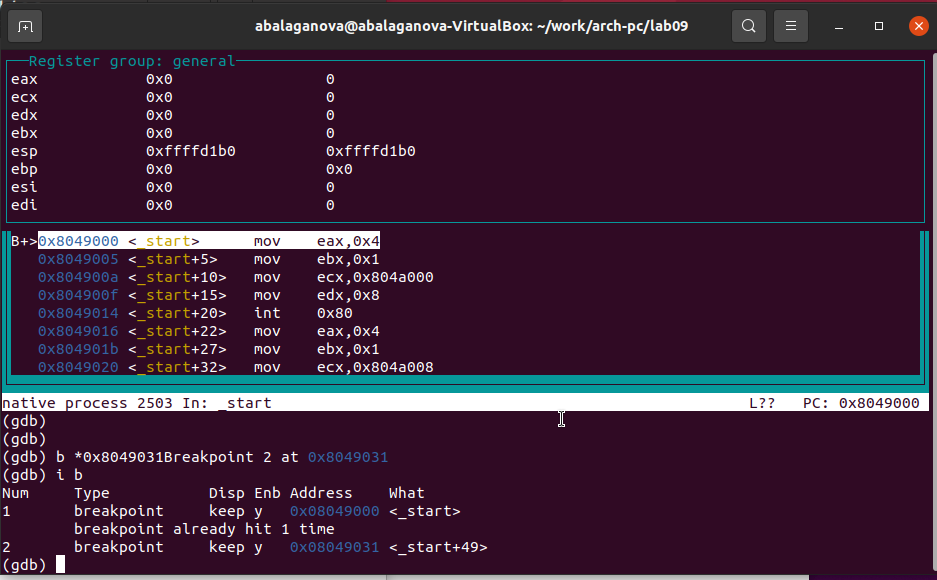 abalaganova@abalaganova-VirtualBox: ~/work/arch-pc/lab09
Register group: general
eax 0x0 0
ecx 0x0 0
edx 0x0 0
ebx 0x0 0
esp 0xffffd1b0 0xffffd1b0
ebp 0x0 0x0
esi 0x0 0
edi 0x0 0
B+>0x8049000 <_start> mov eax,0x4
0x8049005 <_start+5> mov ebx,0x1
0x804900a <_start+10> mov ecx,0x804a000
0x804900f <_start+15> mov edx,0x8
0x8049014 <_start+20> int 0x80
0x8049016 <_start+22> mov eax,0x4
0x804901b <_start+27> mov ebx,0x1
0x8049020 <_start+32> mov ecx,0x804a008
native process 2503 In: _start L?? PC: 0x8049000
(gdb)
(gdb)
(gdb) b *0x8049031Breakpoint 2 at 0x8049031
(gdb) i b
Num Type Disp Enb Address What
1 breakpoint keep y 0x08049000 <_start>
breakpoint already hit 1 time
2 breakpoint keep y 0x08049031 <_start+49>
(gdb)